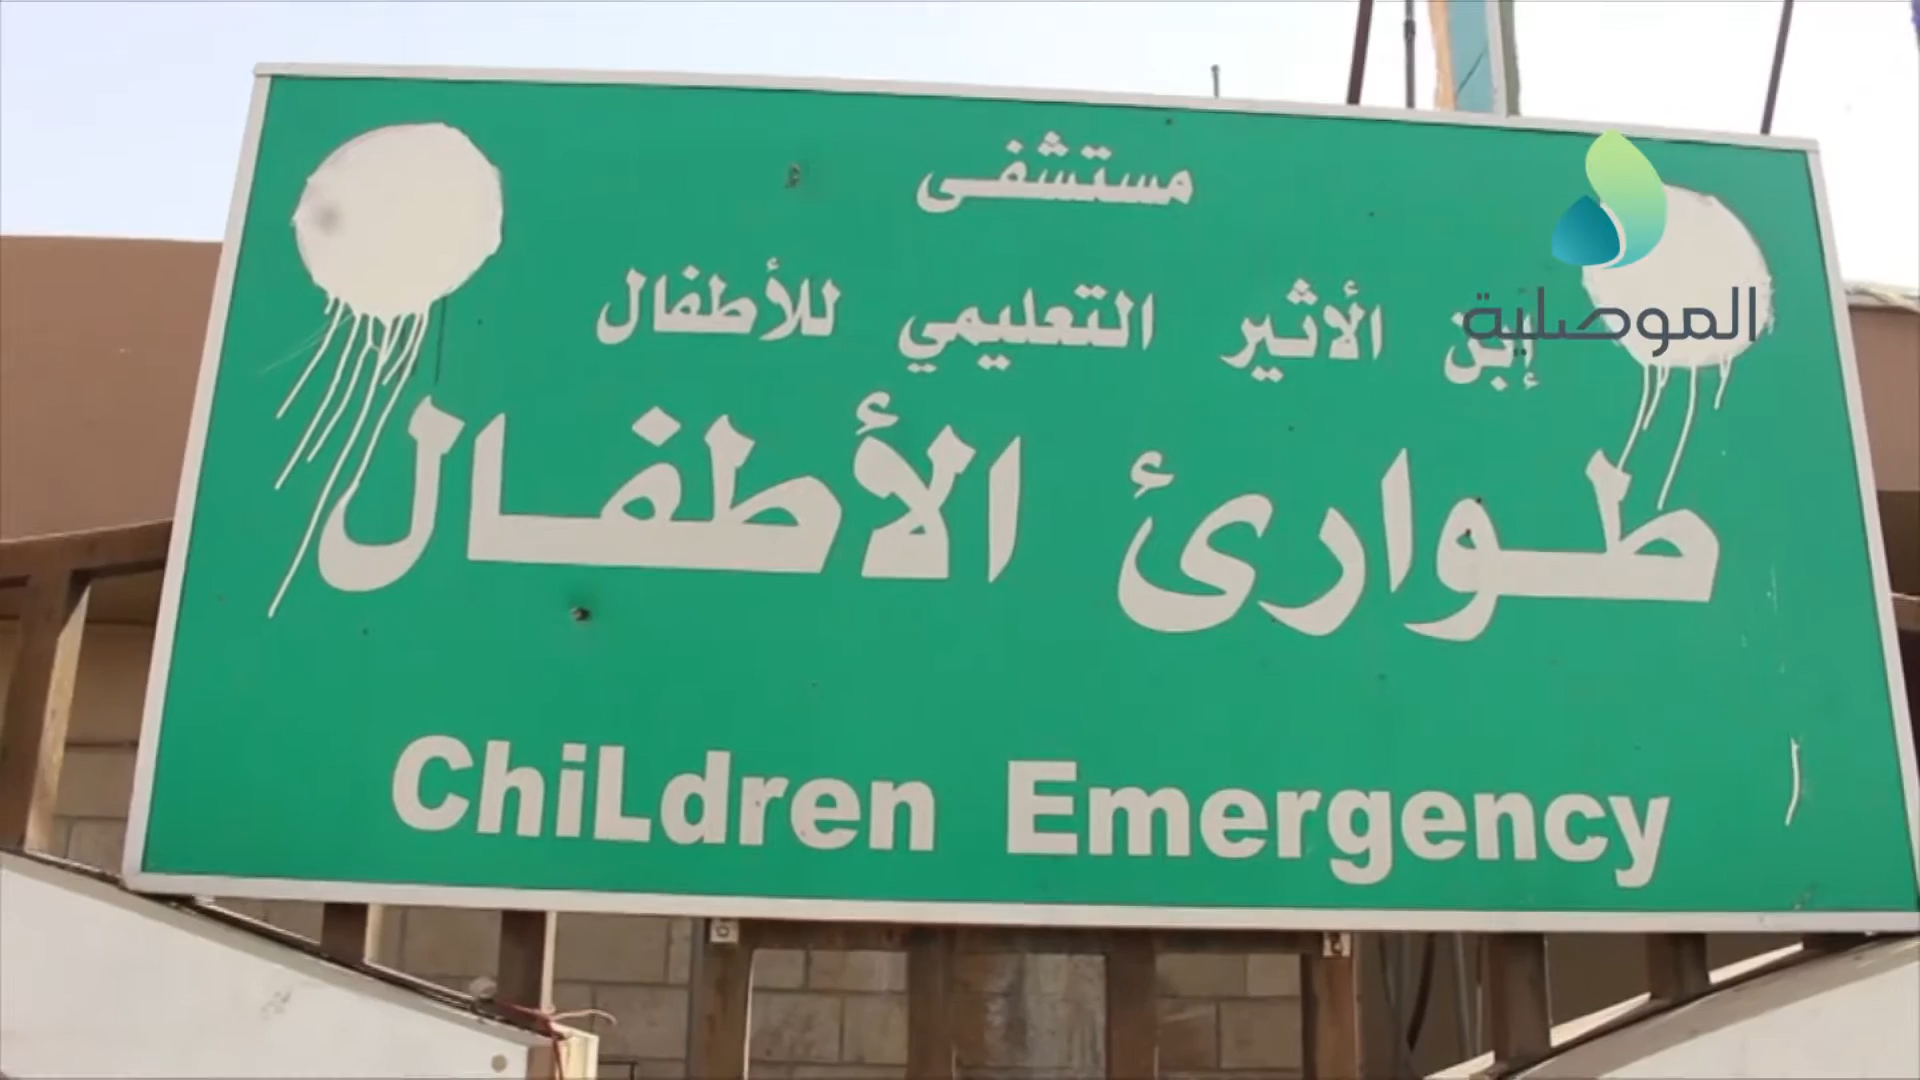 مستشفى
إبن الأثير التعليمي للأطفال
طوارئ الأطفال
ChiLdren Emergency
الموصلية